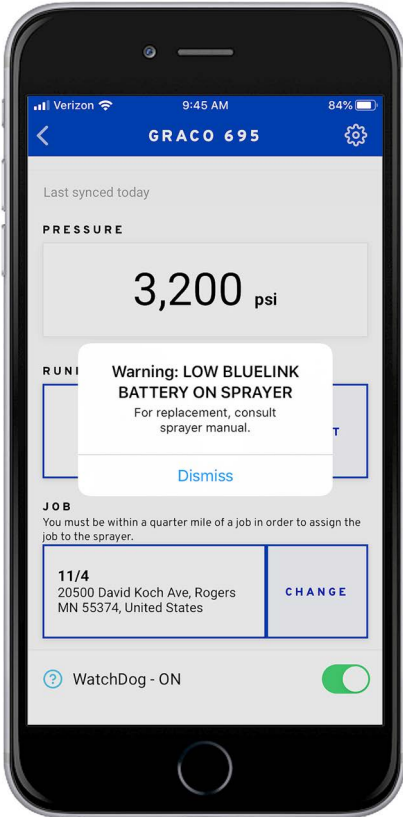 Verizon 9:45 AM 84%
GRACO 695
Last synced today
PRESSURE
3,200 psi
RUN
Warning: LOW BLUELINK
BATTERY ON SPRAYER
For replacement, consult
sprayer manual.
T
Dismiss
JOB
You must be within a quarter mile of a job in order to assign the
job to the sprayer.
11/4
20500 David Koch Ave, Rogers
MN 55374, United States
CHANGE
? WatchDog - ON